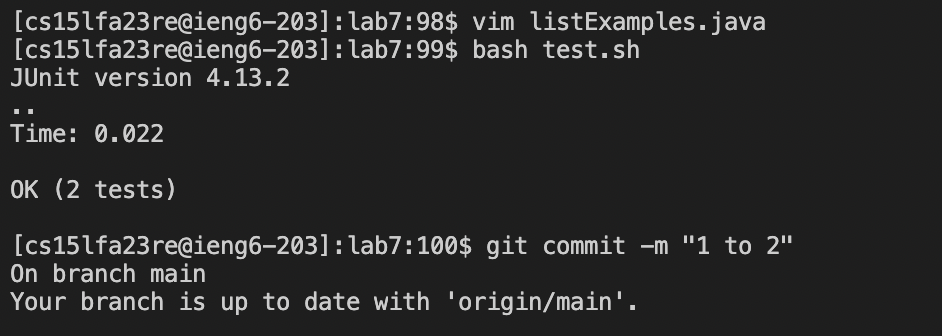 [cs15lfa23re@ieng6-203]:lab7:98$ vim listExamples.java
[cs15lfa23re@ieng6-203]:lab7:99$ bash test.sh
JUnit version 4.13.2
..
Time: 0.022
OK (2 tests)
[cs15lfa23re@ieng6-203]:lab7:100$ git commit -m "1 to 2"
On branch main
Your branch is up to date with 'origin/main'.